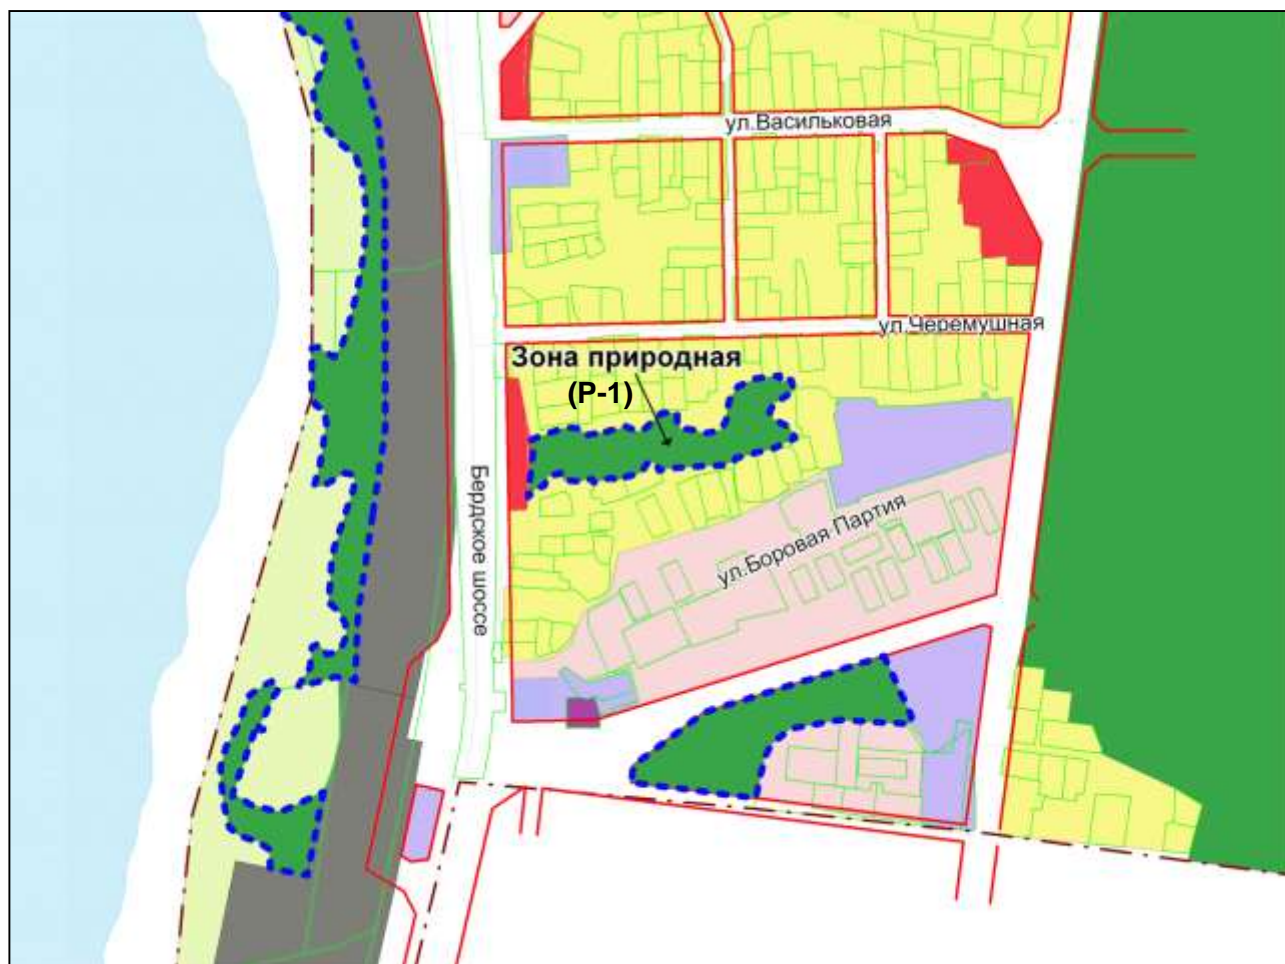 ул.Васильковая
ул.Черемушная
Зона природная
(Р-1)
Бердское шоссе
ул.Боровая Партия